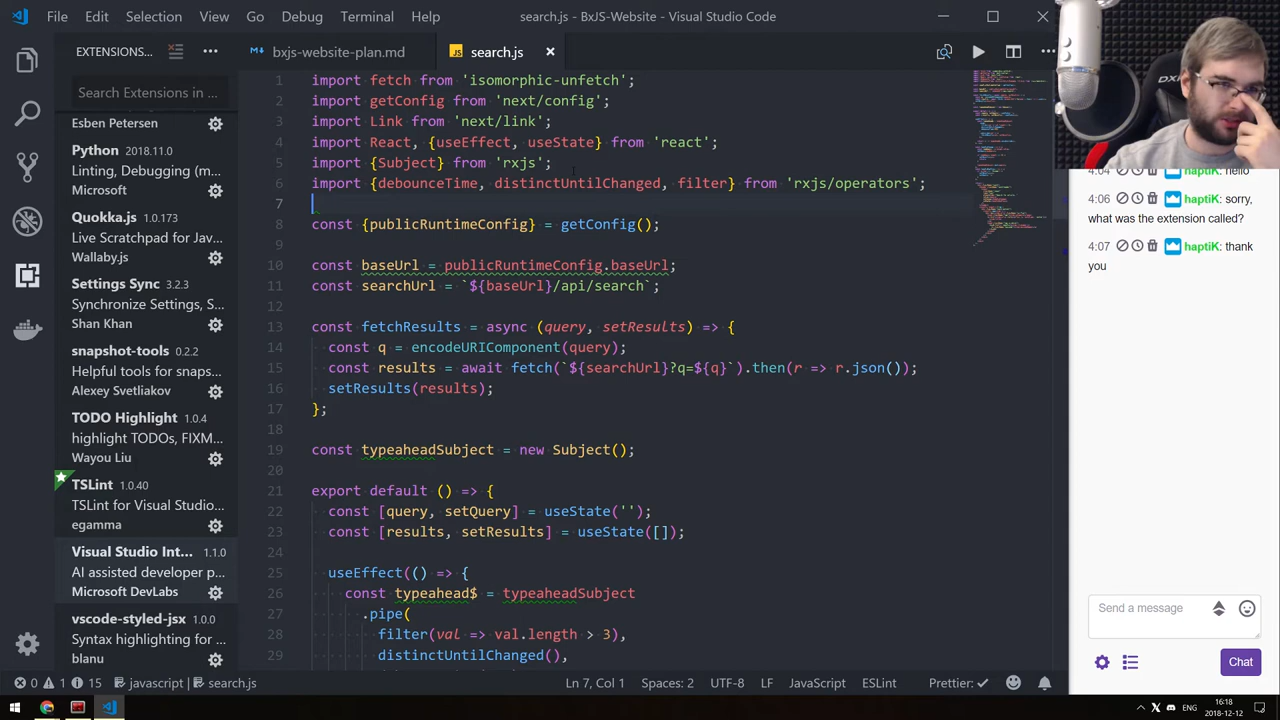 File Edit Selection View Go Debug Terminal Help
search.js - BxJS-Website - Visual Studio Code
EXTENSIONS...
bxjs-website-plan.md
JS search.js
Search Extensions in
Esben Petersen
Python 2018.11.0
Linting, Debugging (m...
Microsoft
Quokka.js 1.0.173
Live Scratchpad for Jav...
Wallaby.js
Settings Sync 3.2.3
Synchronize Settings, S...
Shan Khan
snapshot-tools 0.2.2
Helpful tools for snaps...
Alexey Svetliakov
TODO Highlight 1.0.4
highlight TODOs, FIXM...
Wayou Liu
TSLint 1.0.40
TSLint for Visual Studio...
egamma
Visual Studio Int... 1.1.0
AI assisted developer p...
Microsoft DevLabs
vscode-styled-jsx 1.0.0
Syntax highlighting for ...
blanu
1 import fetch from 'isomorphic-unfetch';
2 import getConfig from 'next/config';
3 import Link from 'next/link';
4 import React, {useEffect, useState} from 'react';
5 import {Subject} from 'rxjs';
6 import {debounceTime, distinctUntilChanged, filter} from 'rxjs/operators';
7
8 const {publicRuntimeConfig} = getConfig();
9
10 const baseUrl = publicRuntimeConfig.baseUrl;
11 const searchUrl = `${baseUrl}/api/search`;
12
13 const fetchResults = async (query, setResults) => {
14 const q = encodeURIComponent(query);
15 const results = await fetch(`${searchUrl}?q=${q}`).then(r => r.json());
16 setResults(results);
17 };
18
19 const typeaheadSubject = new Subject();
20
21 export default () => {
22 const [query, setQuery] = useState('');
23 const [results, setResults] = useState([]);
24
25 useEffect(() => {
26 const typeahead$ = typeaheadSubject
27 .pipe(
28 filter(val => val.length > 3),
29 distinctUntilChanged(),
4:04 haptiK: hello
4:06 haptiK: sorry,
what was the extension called?
4:07 haptiK: thank
you
Send a message
Chat
0 1 15 javascript search.js
Ln 7, Col 1 Spaces: 2 UTF-8 LF JavaScript ESLint Prettier: ✓
ENG
16:18
2018-12-12